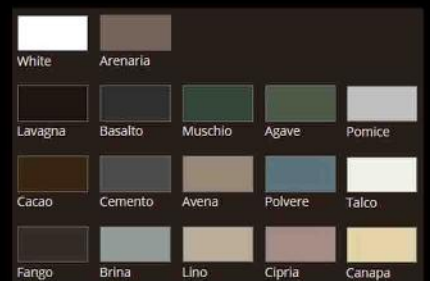 White Arenaria
Lavagna Basalto Muschio Agave Pomice
Cacao Cemento Avena Polvere Talco
Fango Brina Lino Cipria Canapa